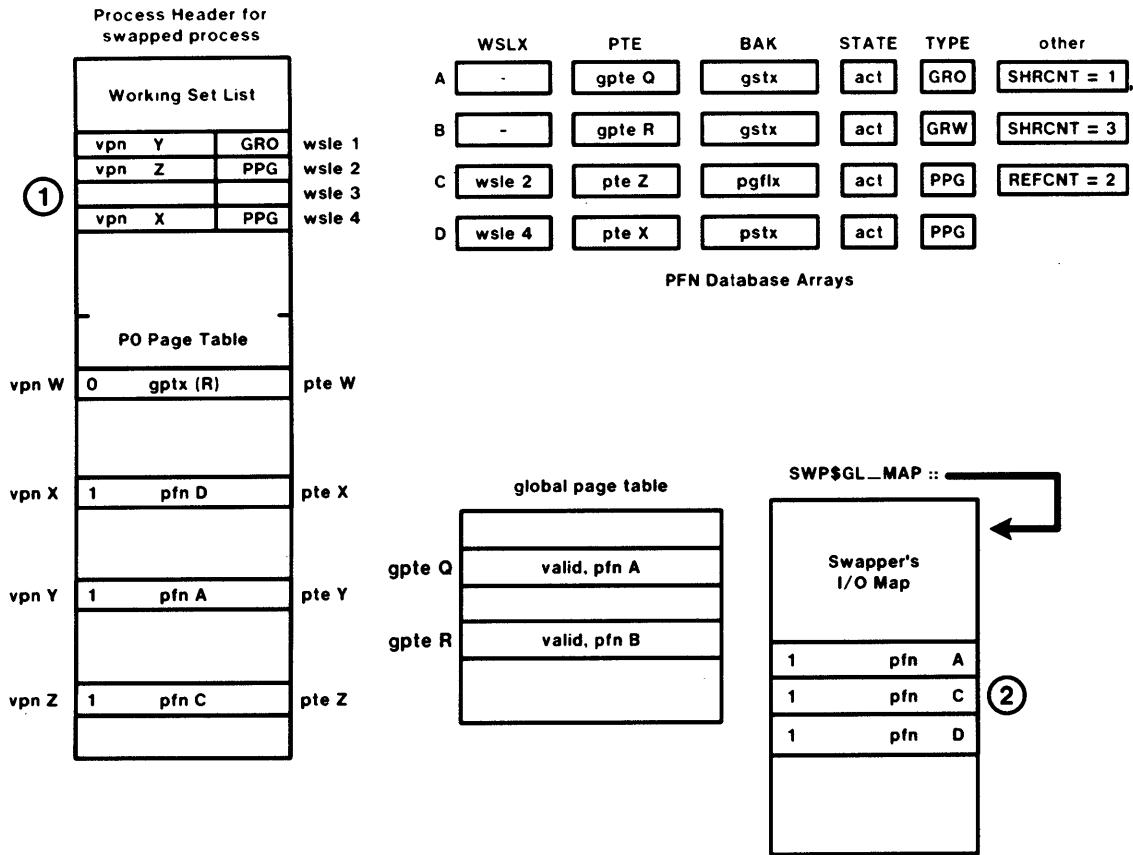 Process Header for
swapped process
Working Set List
vpn Y GRO wsle 1
vpn Z PPG wsle 2
① wsle 3
vpn X PPG wsle 4
P0 Page Table
vpn W 0 gptx (R) pte W
vpn X 1 pfn D pte X
vpn Y 1 pfn A pte Y
vpn Z 1 pfn C pte Z
WSLX PTE BAK STATE TYPE other
A - gpte Q gstx act GRO SHRCNT = 1,
B - gpte R gstx act GRW SHRCNT = 3
C wsle 2 pte Z pgflx act PPG REFCNT = 2
D wsle 4 pte X pstx act PPG
PFN Database Arrays
global page table
gpte Q valid, pfn A
gpte R valid, pfn B
SWP$GL_MAP ::
Swapper's
I/O Map
1 pfn A
1 pfn C ②
1 pfn D